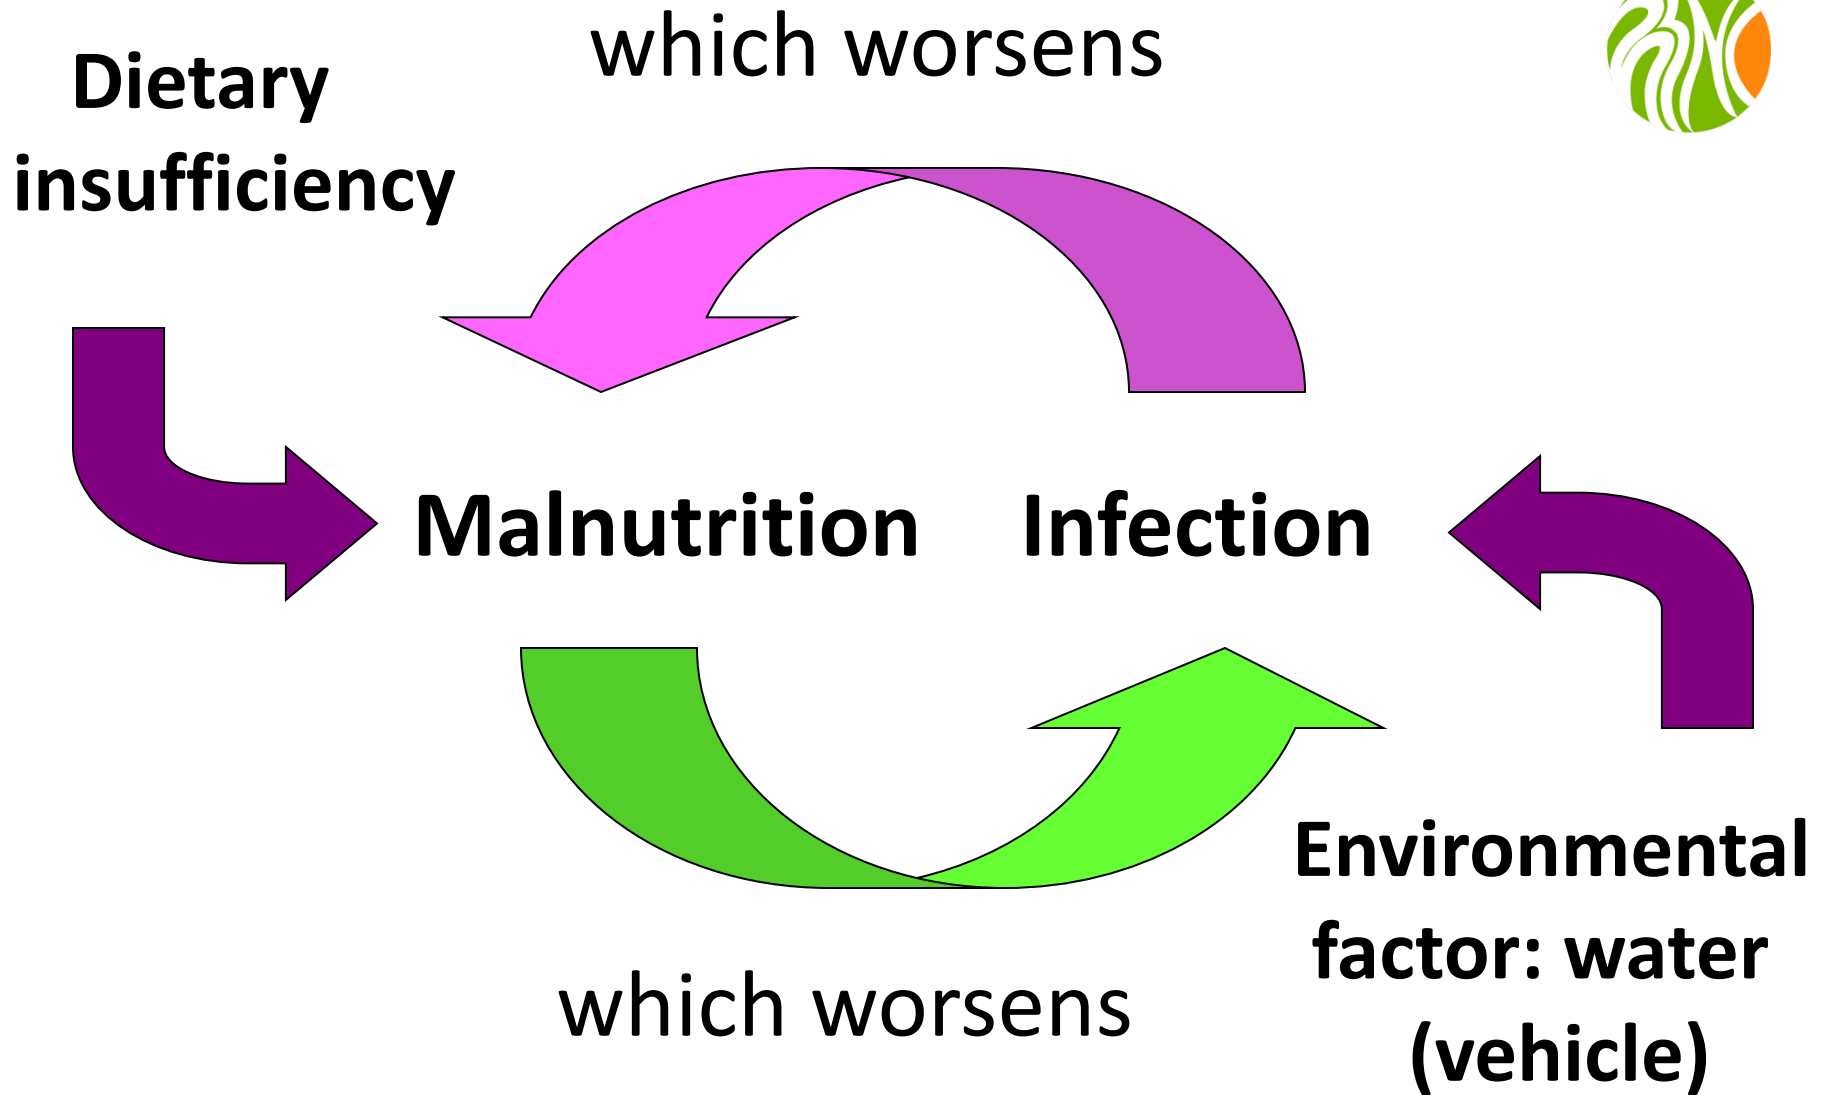 which worsens
Dietary
insufficiency
Malnutrition
Infection
Environmental
factor: water
(vehicle)
which worsens